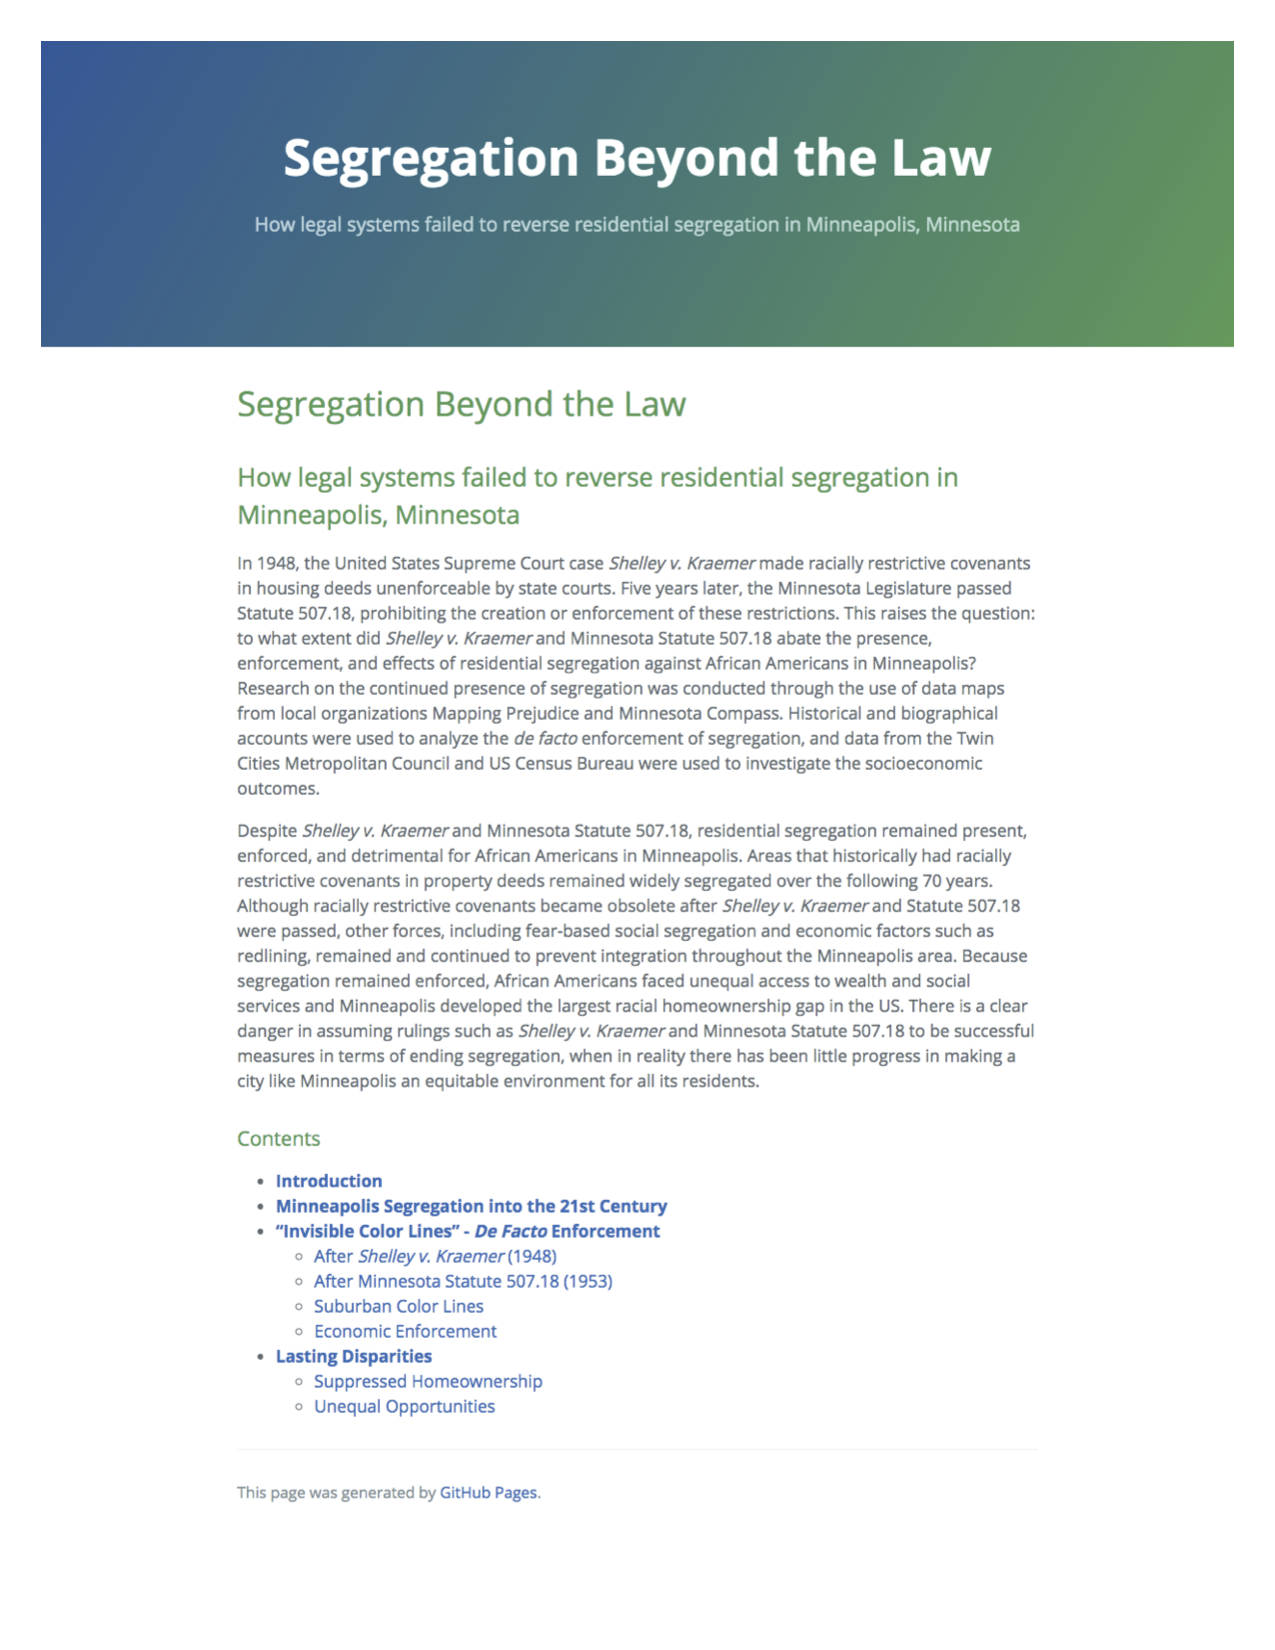 Segregation Beyond the Law
How legal systems failed to reverse residential segregation in Minneapolis, Minnesota
Segregation Beyond the Law
How legal systems failed to reverse residential segregation in
Minneapolis, Minnesota
In 1948, the United States Supreme Court case Shelley v. Kraemer made racially restrictive covenants
in housing deeds unenforceable by state courts. Five years later, the Minnesota Legislature passed
Statute 507.18, prohibiting the creation or enforcement of these restrictions. This raises the question:
to what extent did Shelley v. Kraemer and Minnesota Statute 507.18 abate the presence,
enforcement, and effects of residential segregation against African Americans in Minneapolis?
Research on the continued presence of segregation was conducted through the use of data maps
from local organizations Mapping Prejudice and Minnesota Compass. Historical and biographical
accounts were used to analyze the de facto enforcement of segregation, and data from the Twin
Cities Metropolitan Council and US Census Bureau were used to investigate the socioeconomic
outcomes.
Despite Shelley v. Kraemer and Minnesota Statute 507.18, residential segregation remained present,
enforced, and detrimental for African Americans in Minneapolis. Areas that historically had racially
restrictive covenants in property deeds remained widely segregated over the following 70 years.
Although racially restrictive covenants became obsolete after Shelley v. Kraemer and Statute 507.18
were passed, other forces, including fear-based social segregation and economic factors such as
redlining, remained and continued to prevent integration throughout the Minneapolis area. Because
segregation remained enforced, African Americans faced unequal access to wealth and social
services and Minneapolis developed the largest racial homeownership gap in the US. There is a clear
danger in assuming rulings such as Shelley v. Kraemer and Minnesota Statute 507.18 to be successful
measures in terms of ending segregation, when in reality there has been little progress in making a
city like Minneapolis an equitable environment for all its residents.
Contents
• Introduction
• Minneapolis Segregation into the 21st Century
• “Invisible Color Lines” - De Facto Enforcement
◦ After Shelley v. Kraemer (1948)
◦ After Minnesota Statute 507.18 (1953)
◦ Suburban Color Lines
◦ Economic Enforcement
• Lasting Disparities
◦ Suppressed Homeownership
◦ Unequal Opportunities
This page was generated by GitHub Pages.